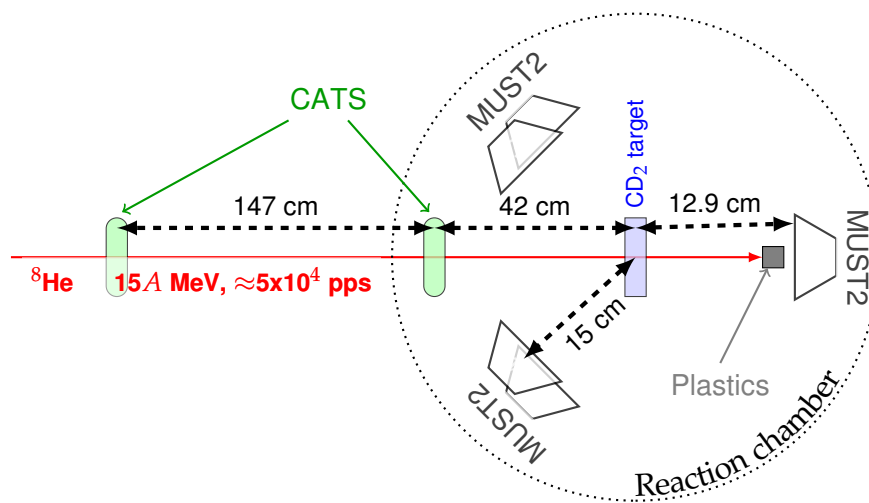 CATS
MUST2
CD₂ target
147 cm
42 cm
12.9 cm
MUST2
⁸He 15A MeV, ≈5x10⁴ pps
15 cm
Plastics
MUST2
Reaction chamber